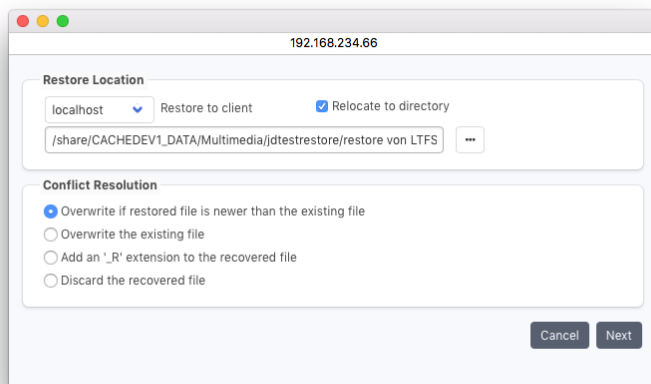 192.168.234.66
Restore Location
localhost Restore to client Relocate to directory
/share/CACHEDEV1_DATA/Multimedia/jdtestrestore/restore von LTFS ...
Conflict Resolution
Overwrite if restored file is newer than the existing file
Overwrite the existing file
Add an '_R' extension to the recovered file
Discard the recovered file
Cancel Next